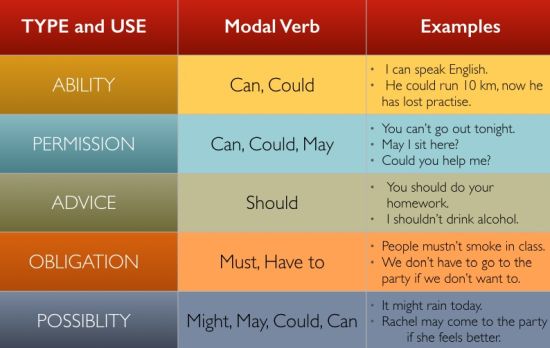 TYPE and USE
Modal Verb
Examples
ABILITY
Can, Could
• I can speak English.
• He could run 10 km, now he
has lost practise.
PERMISSION
Can, Could, May
• You can't go out tonight.
• May I sit here?
• Could you help me?
ADVICE
Should
• You should do your
homework.
• I shouldn't drink alcohol.
OBLIGATION
Must, Have to
• People mustn't smoke in class.
• We don't have to go to the
party if we don't want to.
POSSIBLITY
Might, May, Could, Can
• It might rain today.
• Rachel may come to the party
if she feels better.